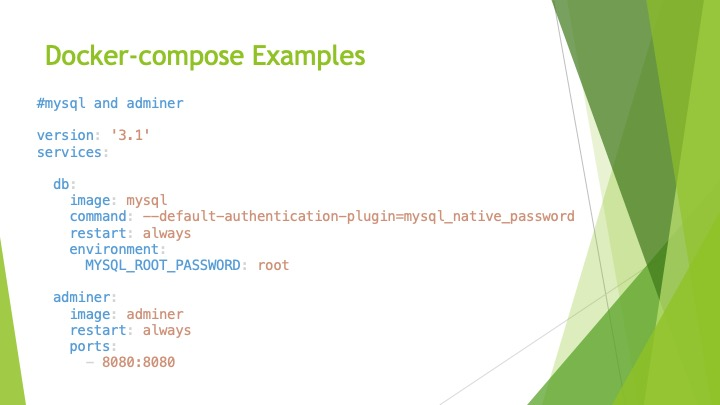 Docker-compose Examples
#mysql and adminer
version: '3.1'
services:
  db:
    image: mysql
    command: --default-authentication-plugin=mysql_native_password
    restart: always
    environment:
      MYSQL_ROOT_PASSWORD: root
  adminer:
    image: adminer
    restart: always
    ports:
      - 8080:8080